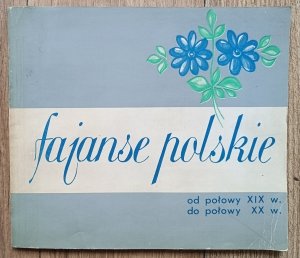 fajanse polskie
od połowy XIX w.
do połowy XX w.